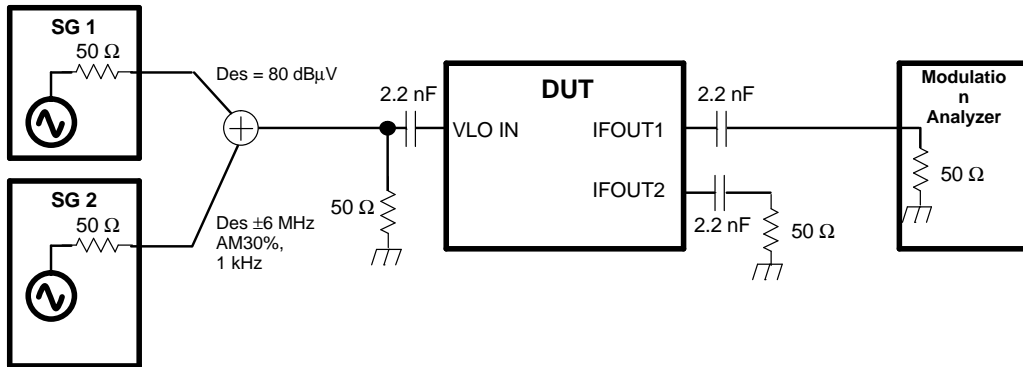 SG 1
50 Ω
Des = 80 dBµV
SG 2
50 Ω
Des ±6 MHz
AM30%,
1 kHz
50 Ω
2.2 nF
VLO IN
DUT
IFOUT1
IFOUT2
2.2 nF
2.2 nF
50 Ω
Modulatio
n
Analyzer
50 Ω